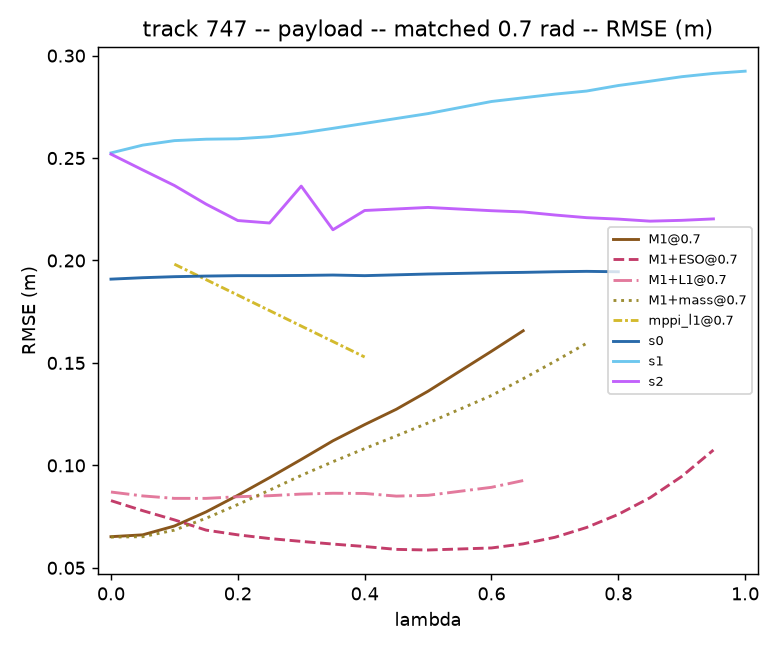 track 747 -- payload -- matched 0.7 rad -- RMSE (m)
RMSE (m)
0.30
0.25
0.20
0.15
0.10
0.05
0.0 0.2 0.4 0.6 0.8 1.0
lambda
M1@0.7
M1+ESO@0.7
M1+L1@0.7
M1+mass@0.7
mppi_l1@0.7
s0
s1
s2